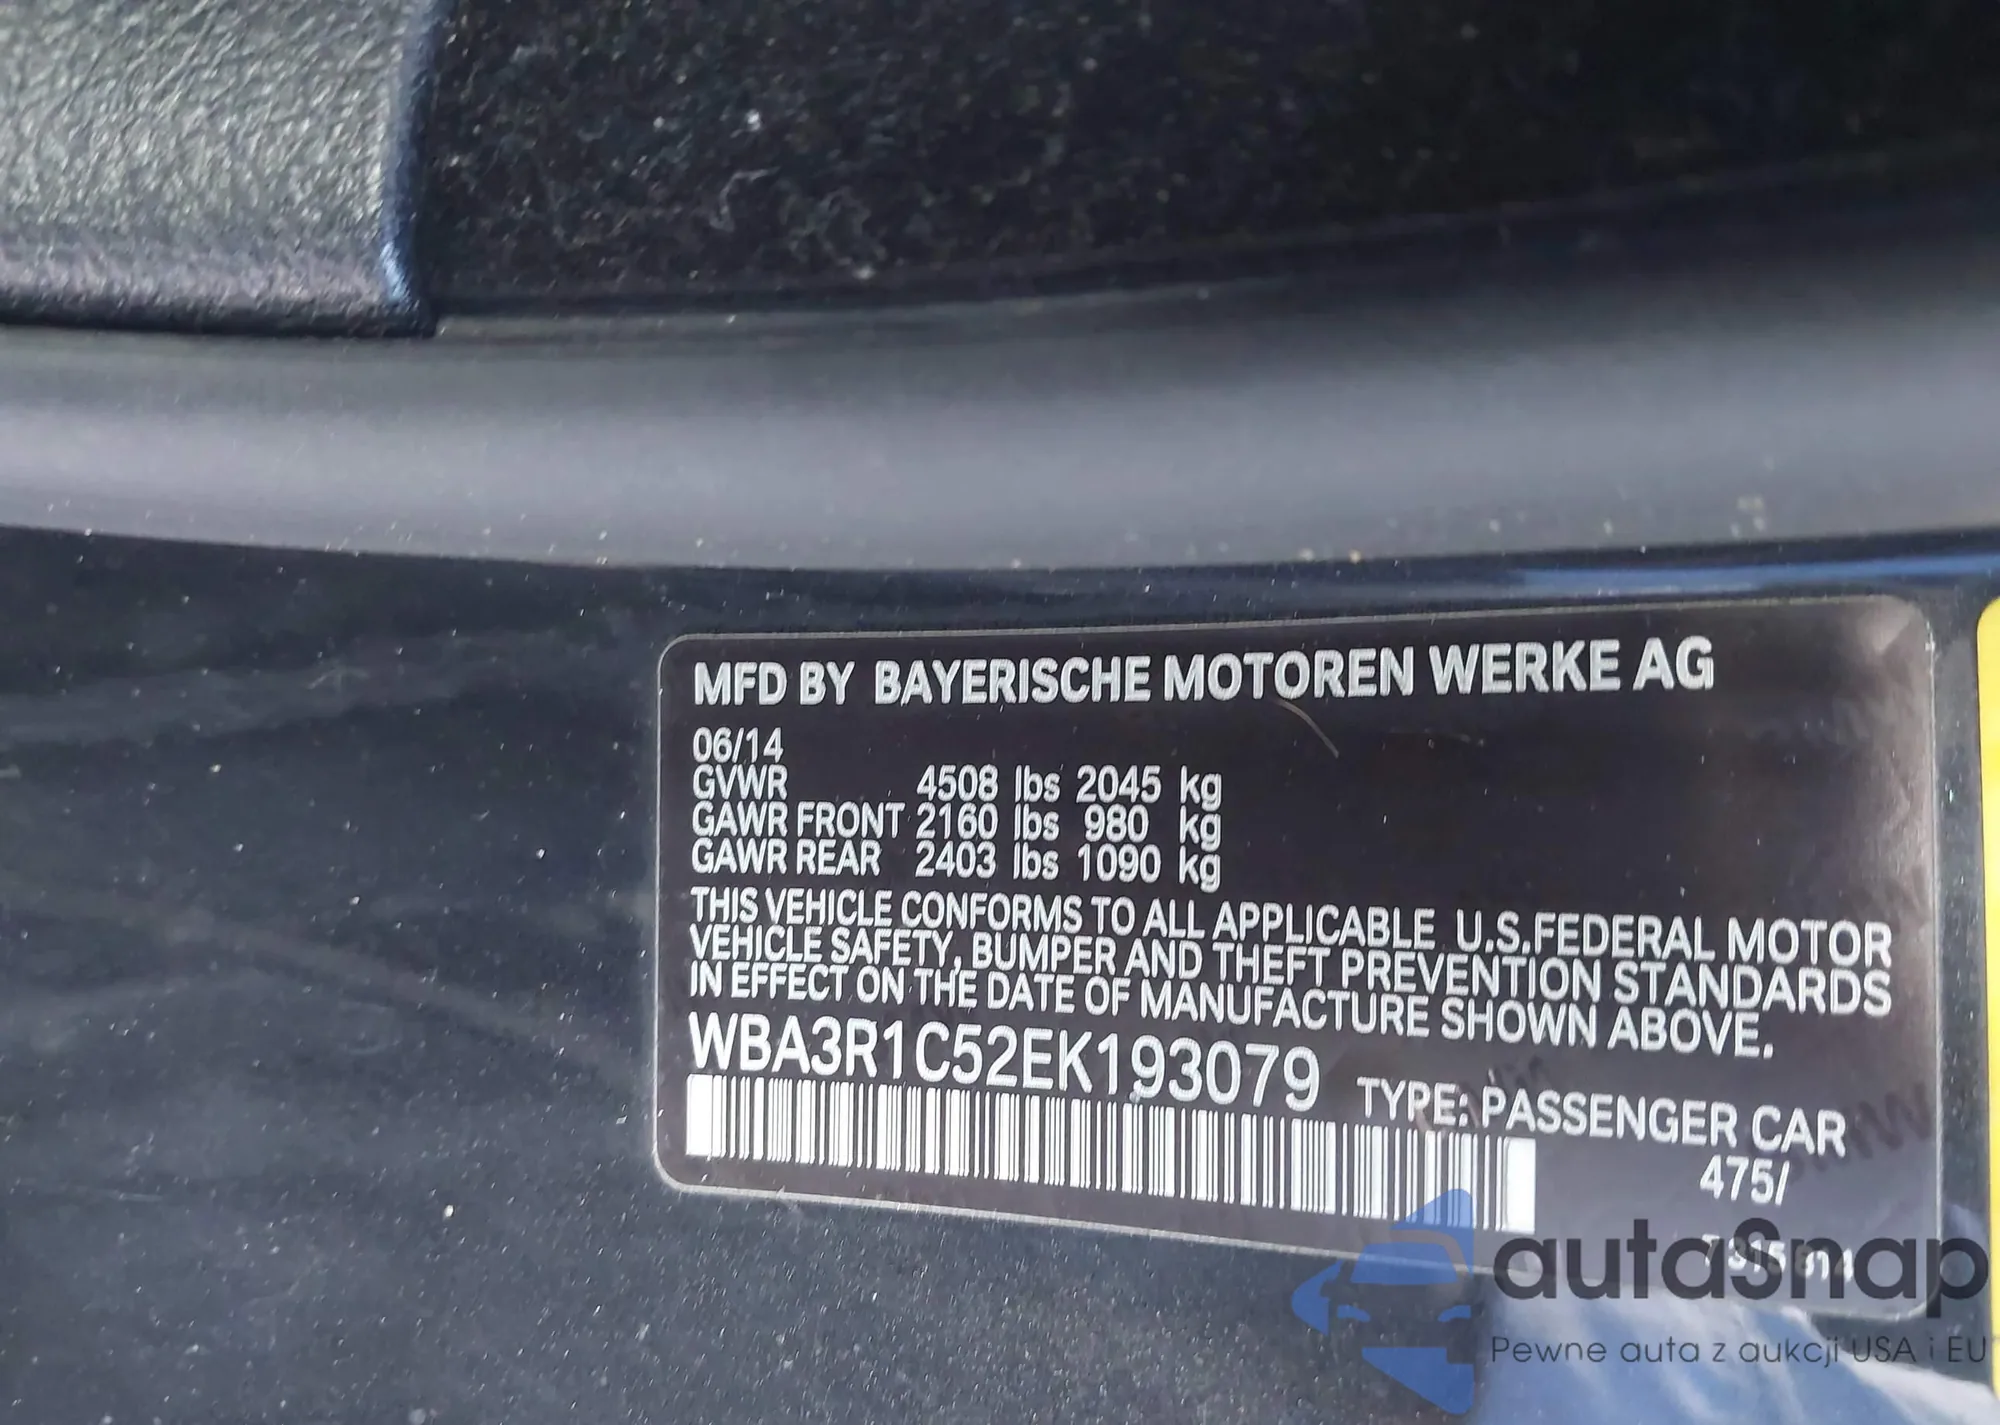 MFD BY BAYERISCHE MOTOREN WERKE AG
06/14
GVWR 4508 lbs 2045 kg
GAWR FRONT 2160 lbs 980 kg
GAWR REAR 2403 lbs 1090 kg
THIS VEHICLE CONFORMS TO ALL APPLICABLE U.S.FEDERAL MOTOR
VEHICLE SAFETY, BUMPER AND THEFT PREVENTION STANDARDS
IN EFFECT ON THE DATE OF MANUFACTURE SHOWN ABOVE.
WBA3R1C52EK193079 TYPE: PASSENGER CAR
475/
autaSnap
Pewne auta z aukcji USA i EU